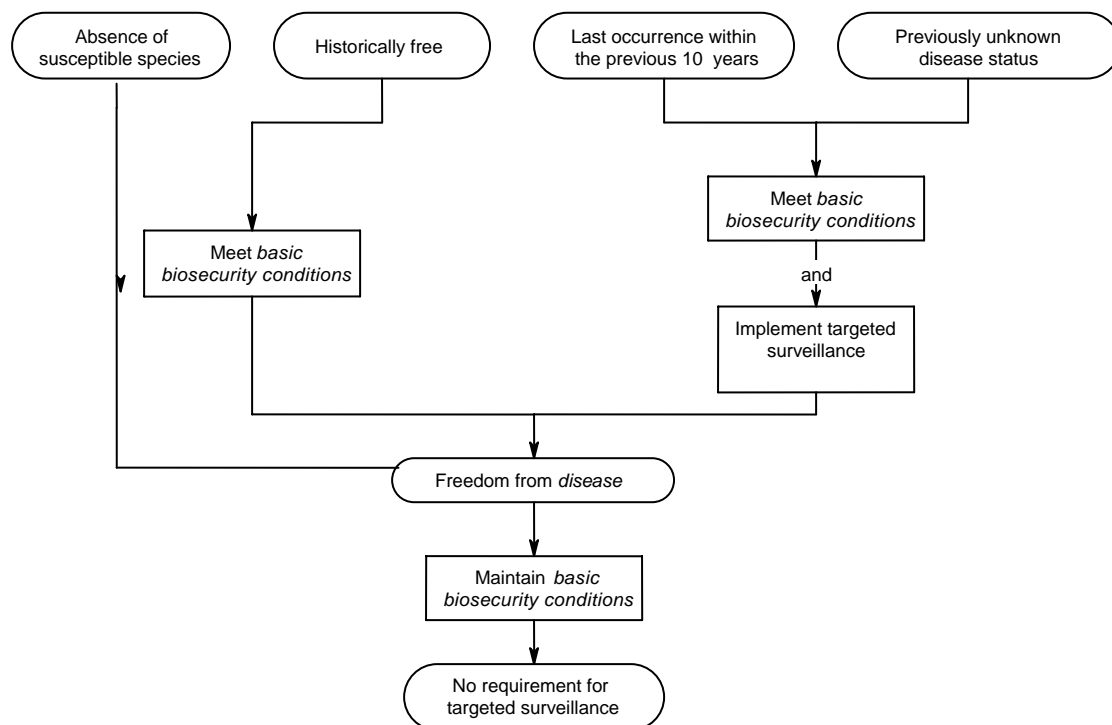 Absence of
susceptible species
Historically free
Last occurrence within
the previous 10 years
Previously unknown
disease status
Meet basic
biosecurity conditions
Meet basic
biosecurity conditions
and
Implement targeted
surveillance
Freedom from disease
Maintain basic
biosecurity conditions
No requirement for
targeted surveillance